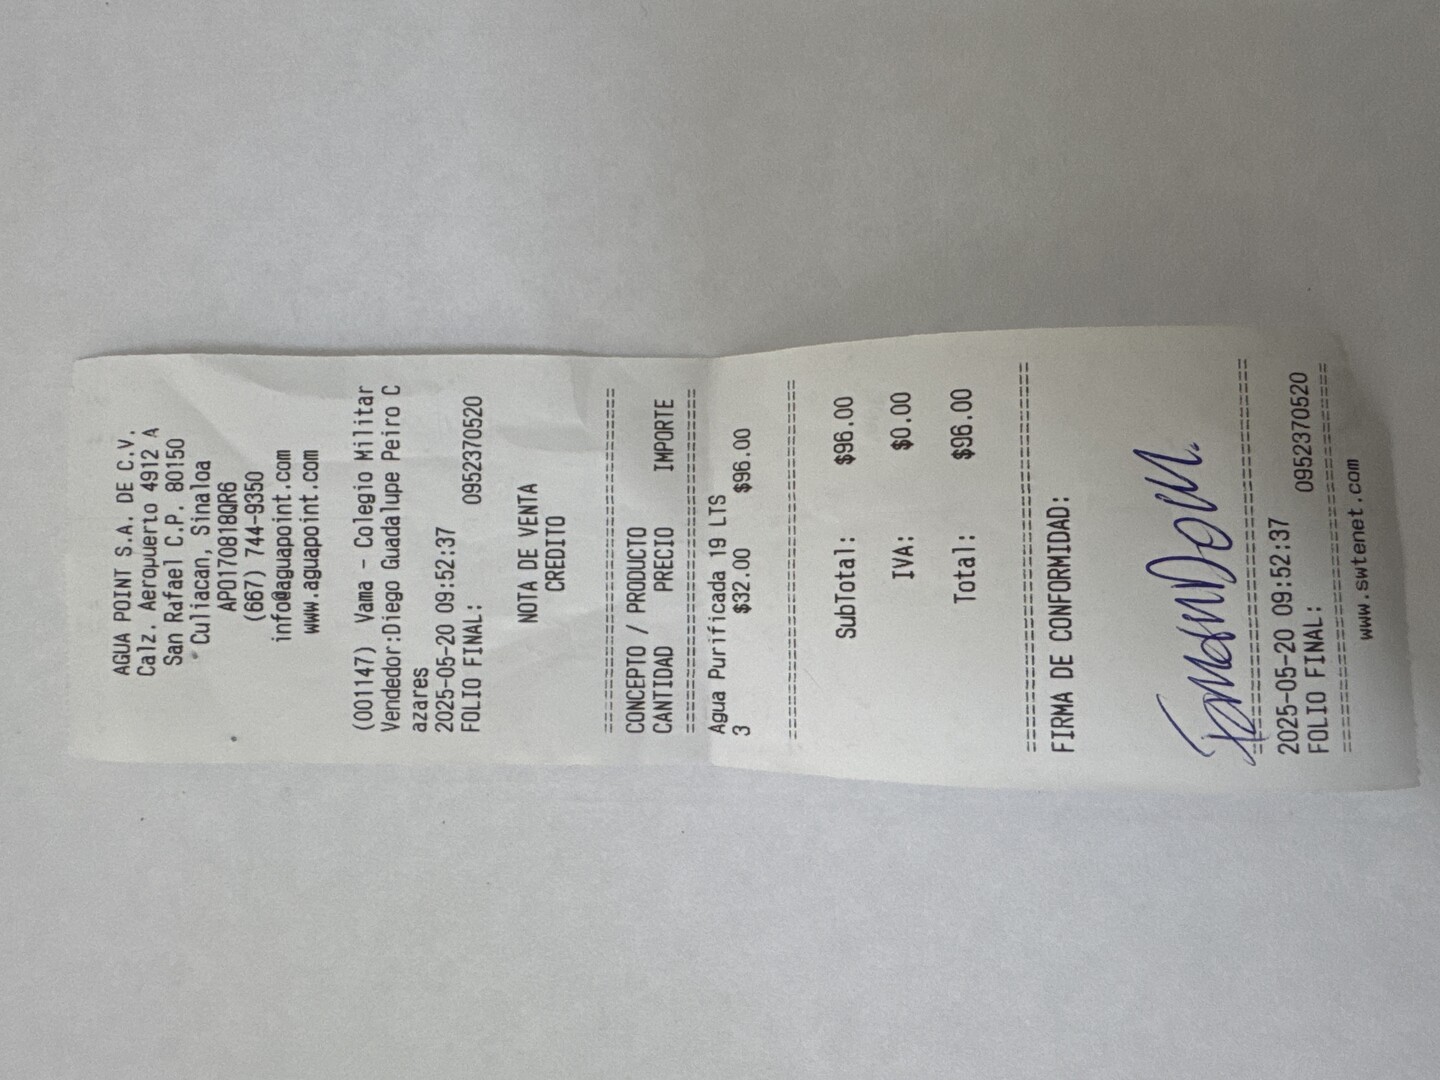 AGUA POINT S.A. DE C.V.
Calz. Aeropuerto 4912 A
San Rafael C.P. 80150
Culiacan, Sinaloa
APO170818QR6
(667) 744-9350
info@aguapoint.com
www.aguapoint.com
(001147) Vama - Colegio Militar
Vendedor:Diego Guadalupe Peiro C
azares
2025-05-20 09:52:37
FOLIO FINAL: 0952370520
NOTA DE VENTA
CREDITO
================================
CONCEPTO / PRODUCTO
CANTIDAD PRECIO IMPORTE
================================
Agua Purificada 19 LTS
3 $32.00 $96.00
--------------------------------
SubTotal: $96.00
IVA: $0.00
Total: $96.00
================================
FIRMA DE CONFORMIDAD:
================================
2025-05-20 09:52:37
FOLIO FINAL: 0952370520
================================
www.swtenet.com